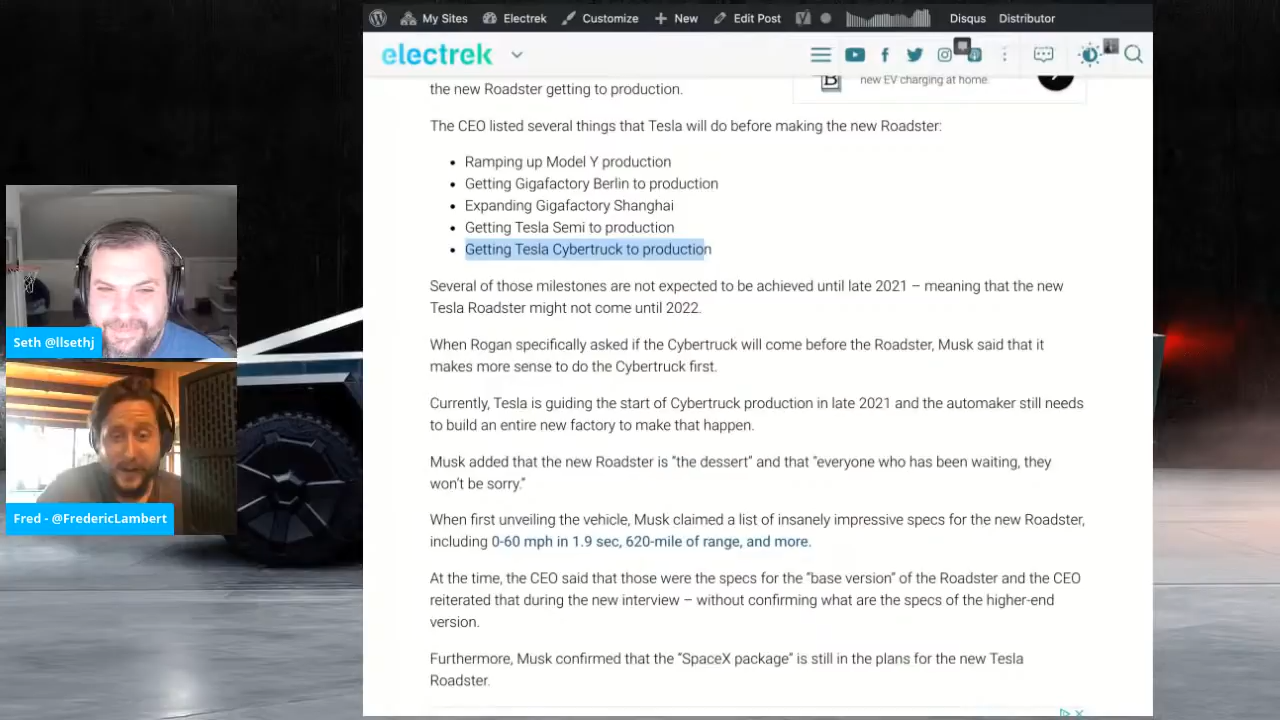 My Sites Electrek Customize New Edit Post Disqus Distributor
electrek
the new Roadster getting to production.
B new EV charging at home.
The CEO listed several things that Tesla will do before making the new Roadster:
• Ramping up Model Y production
• Getting Gigafactory Berlin to production
• Expanding Gigafactory Shanghai
• Getting Tesla Semi to production
• Getting Tesla Cybertruck to production
Several of those milestones are not expected to be achieved until late 2021 – meaning that the new
Tesla Roadster might not come until 2022.
When Rogan specifically asked if the Cybertruck will come before the Roadster, Musk said that it
makes more sense to do the Cybertruck first.
Currently, Tesla is guiding the start of Cybertruck production in late 2021 and the automaker still needs
to build an entire new factory to make that happen.
Musk added that the new Roadster is “the dessert” and that “everyone who has been waiting, they
won’t be sorry.”
When first unveiling the vehicle, Musk claimed a list of insanely impressive specs for the new Roadster,
including 0-60 mph in 1.9 sec, 620-mile of range, and more.
At the time, the CEO said that those were the specs for the “base version” of the Roadster and the CEO
reiterated that during the new interview – without confirming what are the specs of the higher-end
version.
Furthermore, Musk confirmed that the “SpaceX package” is still in the plans for the new Tesla
Roadster.
Seth @llsethj
Fred - @FredericLambert